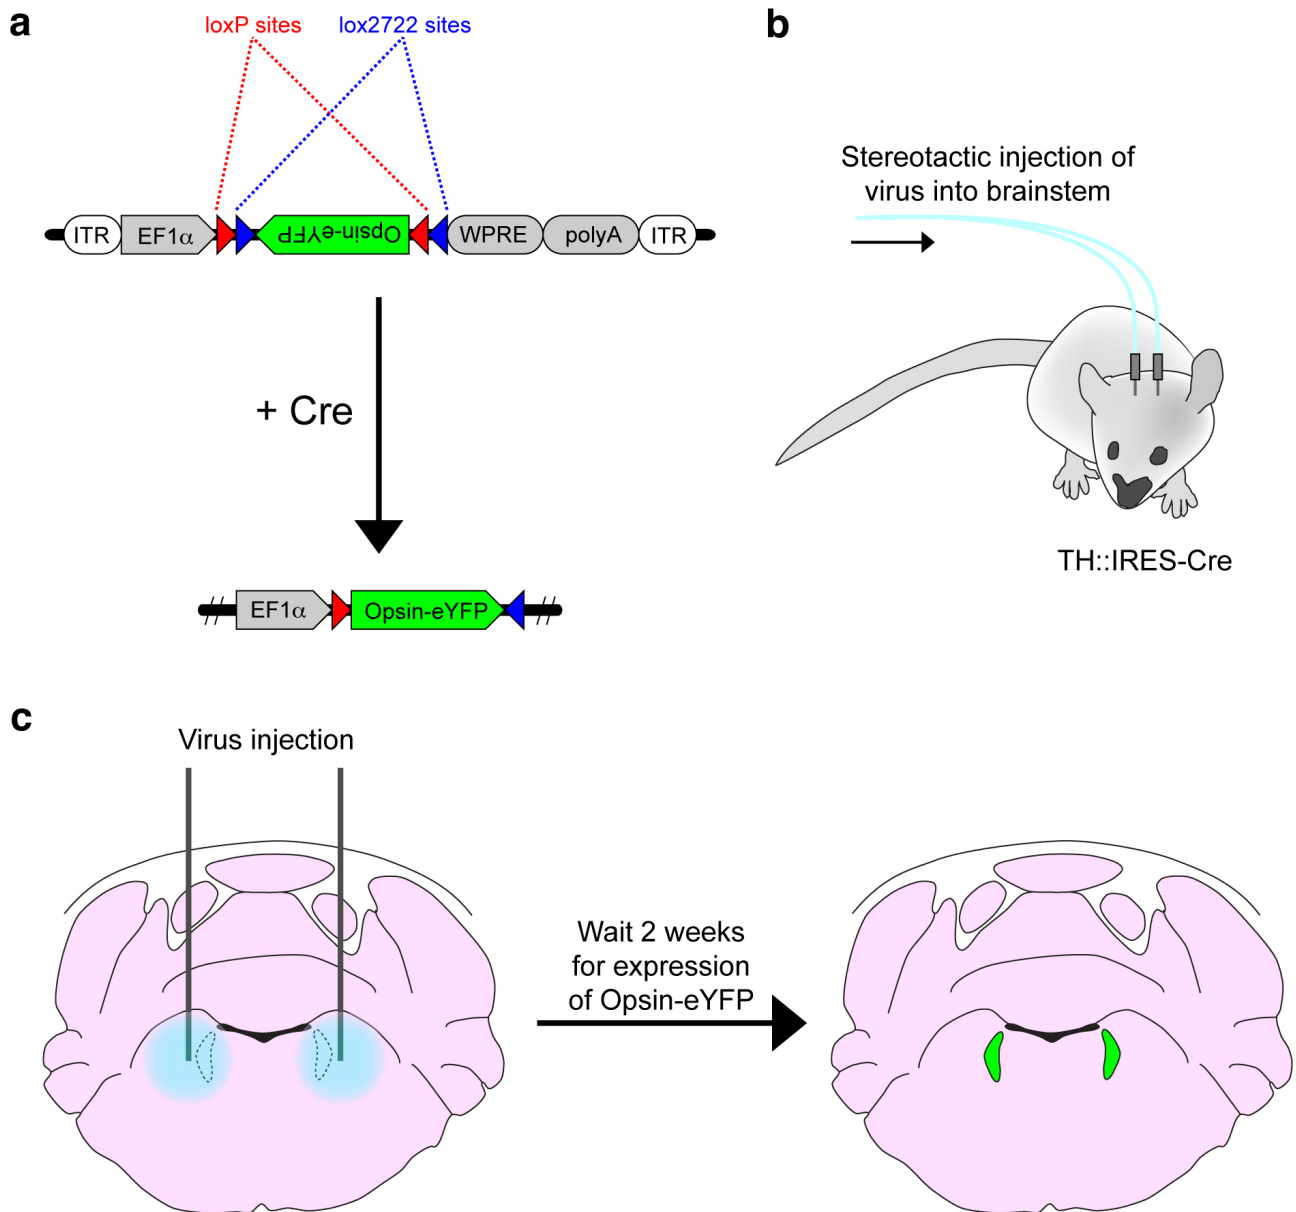 a
loxP sites
lox2722 sites
ITR
EF1α
Opsin-eYFP
WPRE
polyA
ITR
+ Cre
EF1α
Opsin-eYFP
b
Stereotactic injection of
virus into brainstem
TH::IRES-Cre
c
Virus injection
Wait 2 weeks
for expression
of Opsin-eYFP